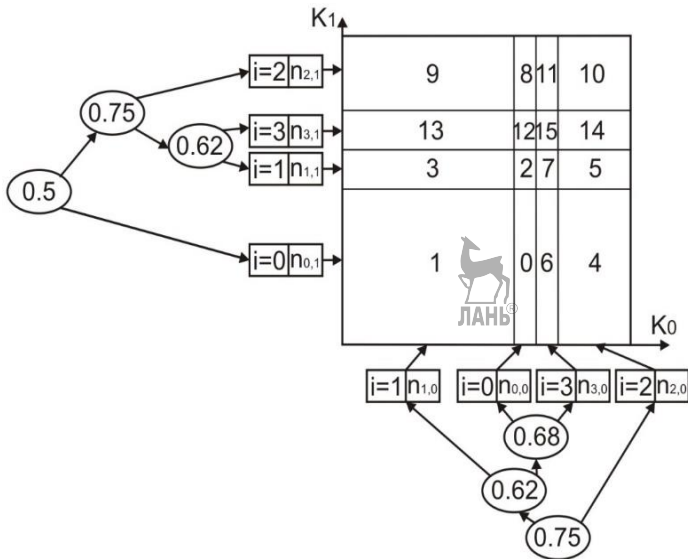 K1
i=2 n2,1
9 8 11 10
0.75
i=3 n3,1
13 12 15 14
0.62
i=1 n1,1
3 2 7 5
0.5
i=0 n0,1
1 0 6 4
ЛАНЬ®
K0
i=1 n1,0 i=0 n0,0 i=3 n3,0 i=2 n2,0
0.68
0.62
0.75